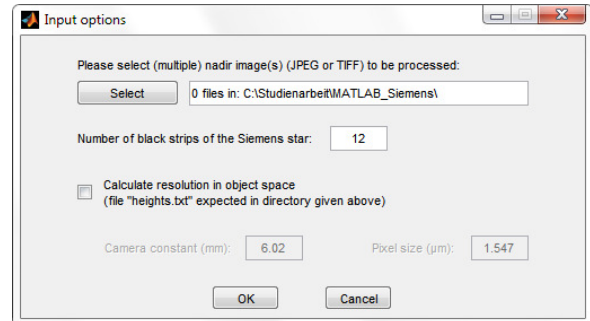 Input options
Please select (multiple) nadir image(s) (JPEG or TIFF) to be processed:
Select 0 files in: C:\Studienarbeit\MATLAB_Siemens\
Number of black strips of the Siemens star: 12
Calculate resolution in object space
(file "heights.txt" expected in directory given above)
Camera constant (mm): 6.02 Pixel size (µm): 1.547
OK Cancel